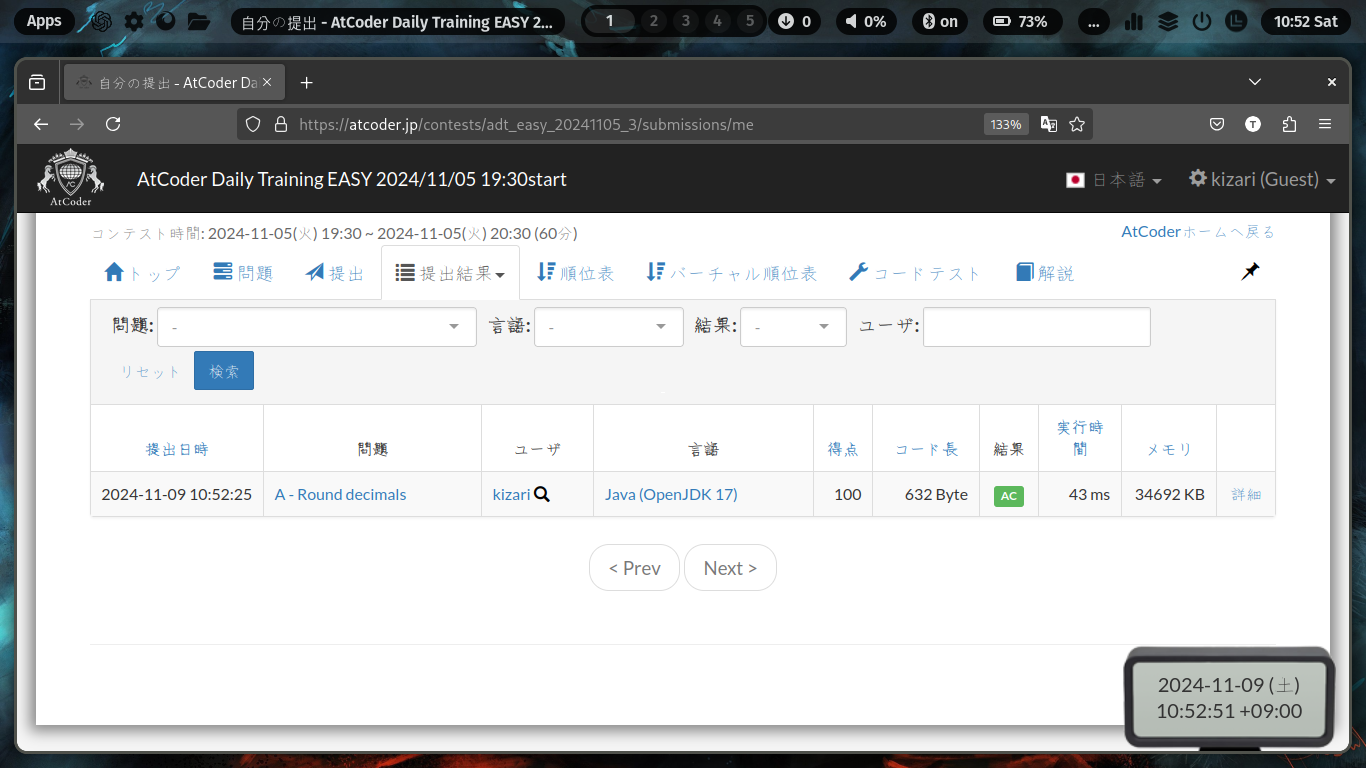 Apps
自分の提出 - AtCoder Daily Training EASY 2...
1 2 3 4 5
0
0%
on
73%
...
10:52 Sat
自分の提出 - AtCoder Da
https://atcoder.jp/contests/adt_easy_20241105_3/submissions/me
133%
T
AtCoder
AtCoder Daily Training EASY 2024/11/05 19:30start
日本語
kizari (Guest)
コンテスト時間: 2024-11-05(火) 19:30 ~ 2024-11-05(火) 20:30 (60分)
AtCoderホームへ戻る
トップ 問題 提出 提出結果 順位表 バーチャル順位表 コードテスト 解説
問題: - 言語: - 結果: - ユーザ:
リセット 検索
提出日時 問題 ユーザ 言語 得点 コード長 結果 実行時間 メモリ
2024-11-09 10:52:25 A - Round decimals kizari Java (OpenJDK 17) 100 632 Byte AC 43 ms 34692 KB 詳細
< Prev Next >
2024-11-09 (土)
10:52:51 +09:00